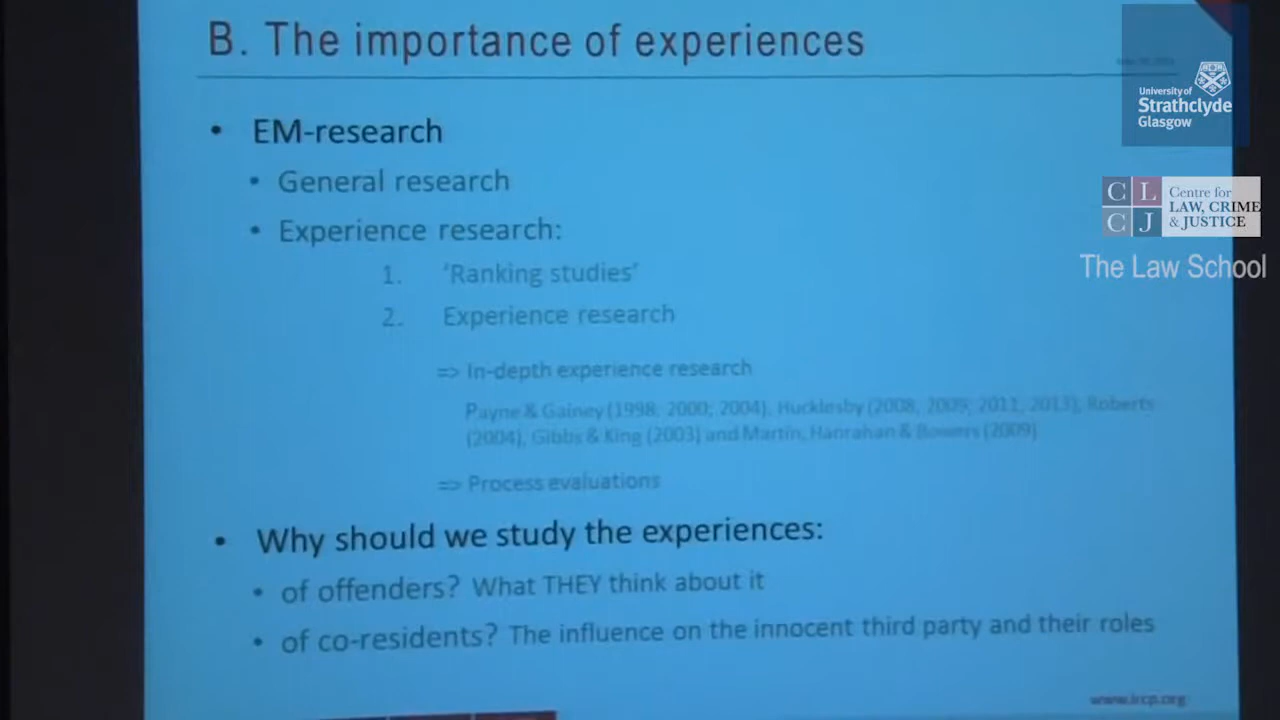 B. The importance of experiences
University of
Strathclyde
Glasgow
• EM-research
• General research
• Experience research:
C L
C J
Centre for
LAW, CRIME
& JUSTICE
The Law School
1. 'Ranking studies'
2. Experience research
=> In-depth experience research
Payne & Gainey (1998; 2000; 2004), Hucklesby (2008; 2009; 2011, 2013), Roberts
(2004), Gibbs & King (2003) and Martin, Hanrahan & Bowers (2009)
=> Process evaluations
• Why should we study the experiences:
• of offenders? What THEY think about it
• of co-residents? The influence on the innocent third party and their roles
www.ircp.org